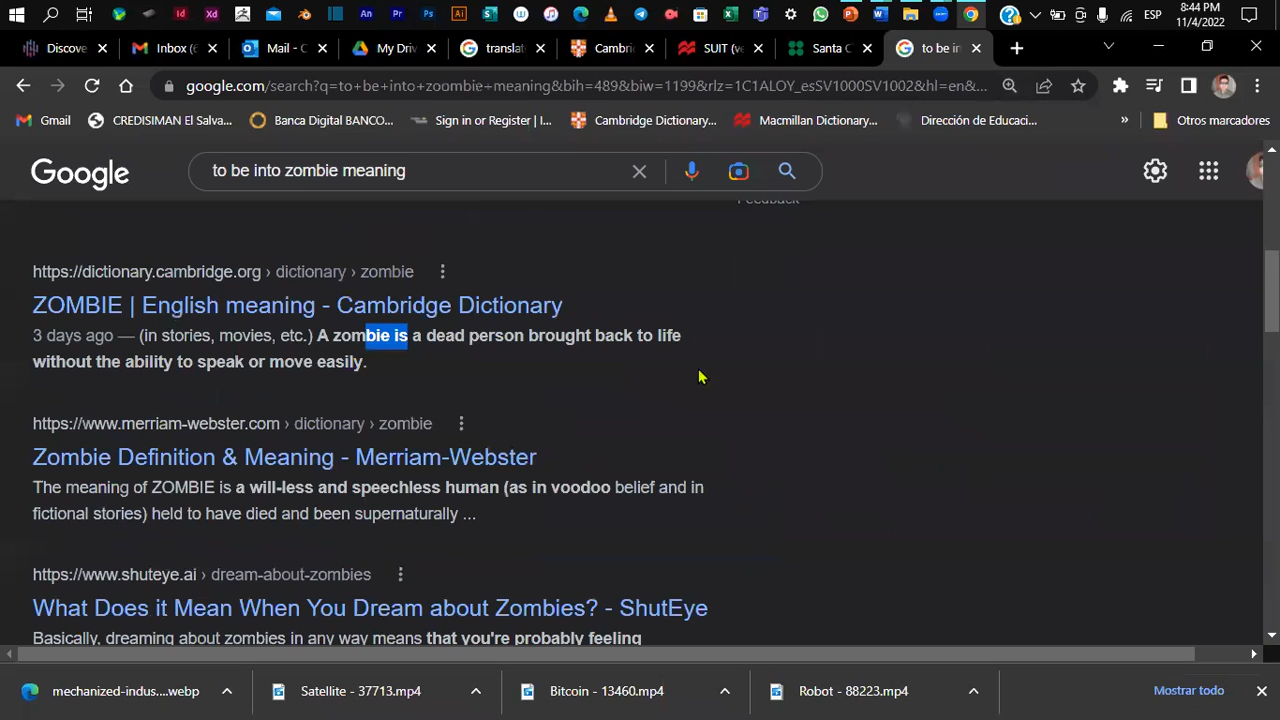 8:44 PM
ESP
11/4/2022
Discove
Inbox (6
Mail - C
My Driv
translat
Cambri
SUIT (ve
Santa C
to be in
google.com/search?q=to+be+into+zoombie+meaning&bih=489&biw=1199&rlz=1C1ALOY_esSV1000SV1002&hl=en&...
Gmail
CREDISIMAN El Salva...
Banca Digital BANCO...
Sign in or Register | I...
Cambridge Dictionary...
Macmillan Dictionary...
Dirección de Educaci...
»
Otros marcadores
Google
to be into zombie meaning
Feedback
https://dictionary.cambridge.org › dictionary › zombie
ZOMBIE | English meaning - Cambridge Dictionary
3 days ago — (in stories, movies, etc.) A zombie is a dead person brought back to life
without the ability to speak or move easily.
https://www.merriam-webster.com › dictionary › zombie
Zombie Definition & Meaning - Merriam-Webster
The meaning of ZOMBIE is a will-less and speechless human (as in voodoo belief and in
fictional stories) held to have died and been supernaturally ...
https://www.shuteye.ai › dream-about-zombies
What Does it Mean When You Dream about Zombies? - ShutEye
Basically, dreaming about zombies in any way means that you're probably feeling
mechanized-indus....webp
Satellite - 37713.mp4
Bitcoin - 13460.mp4
Robot - 88223.mp4
Mostrar todo